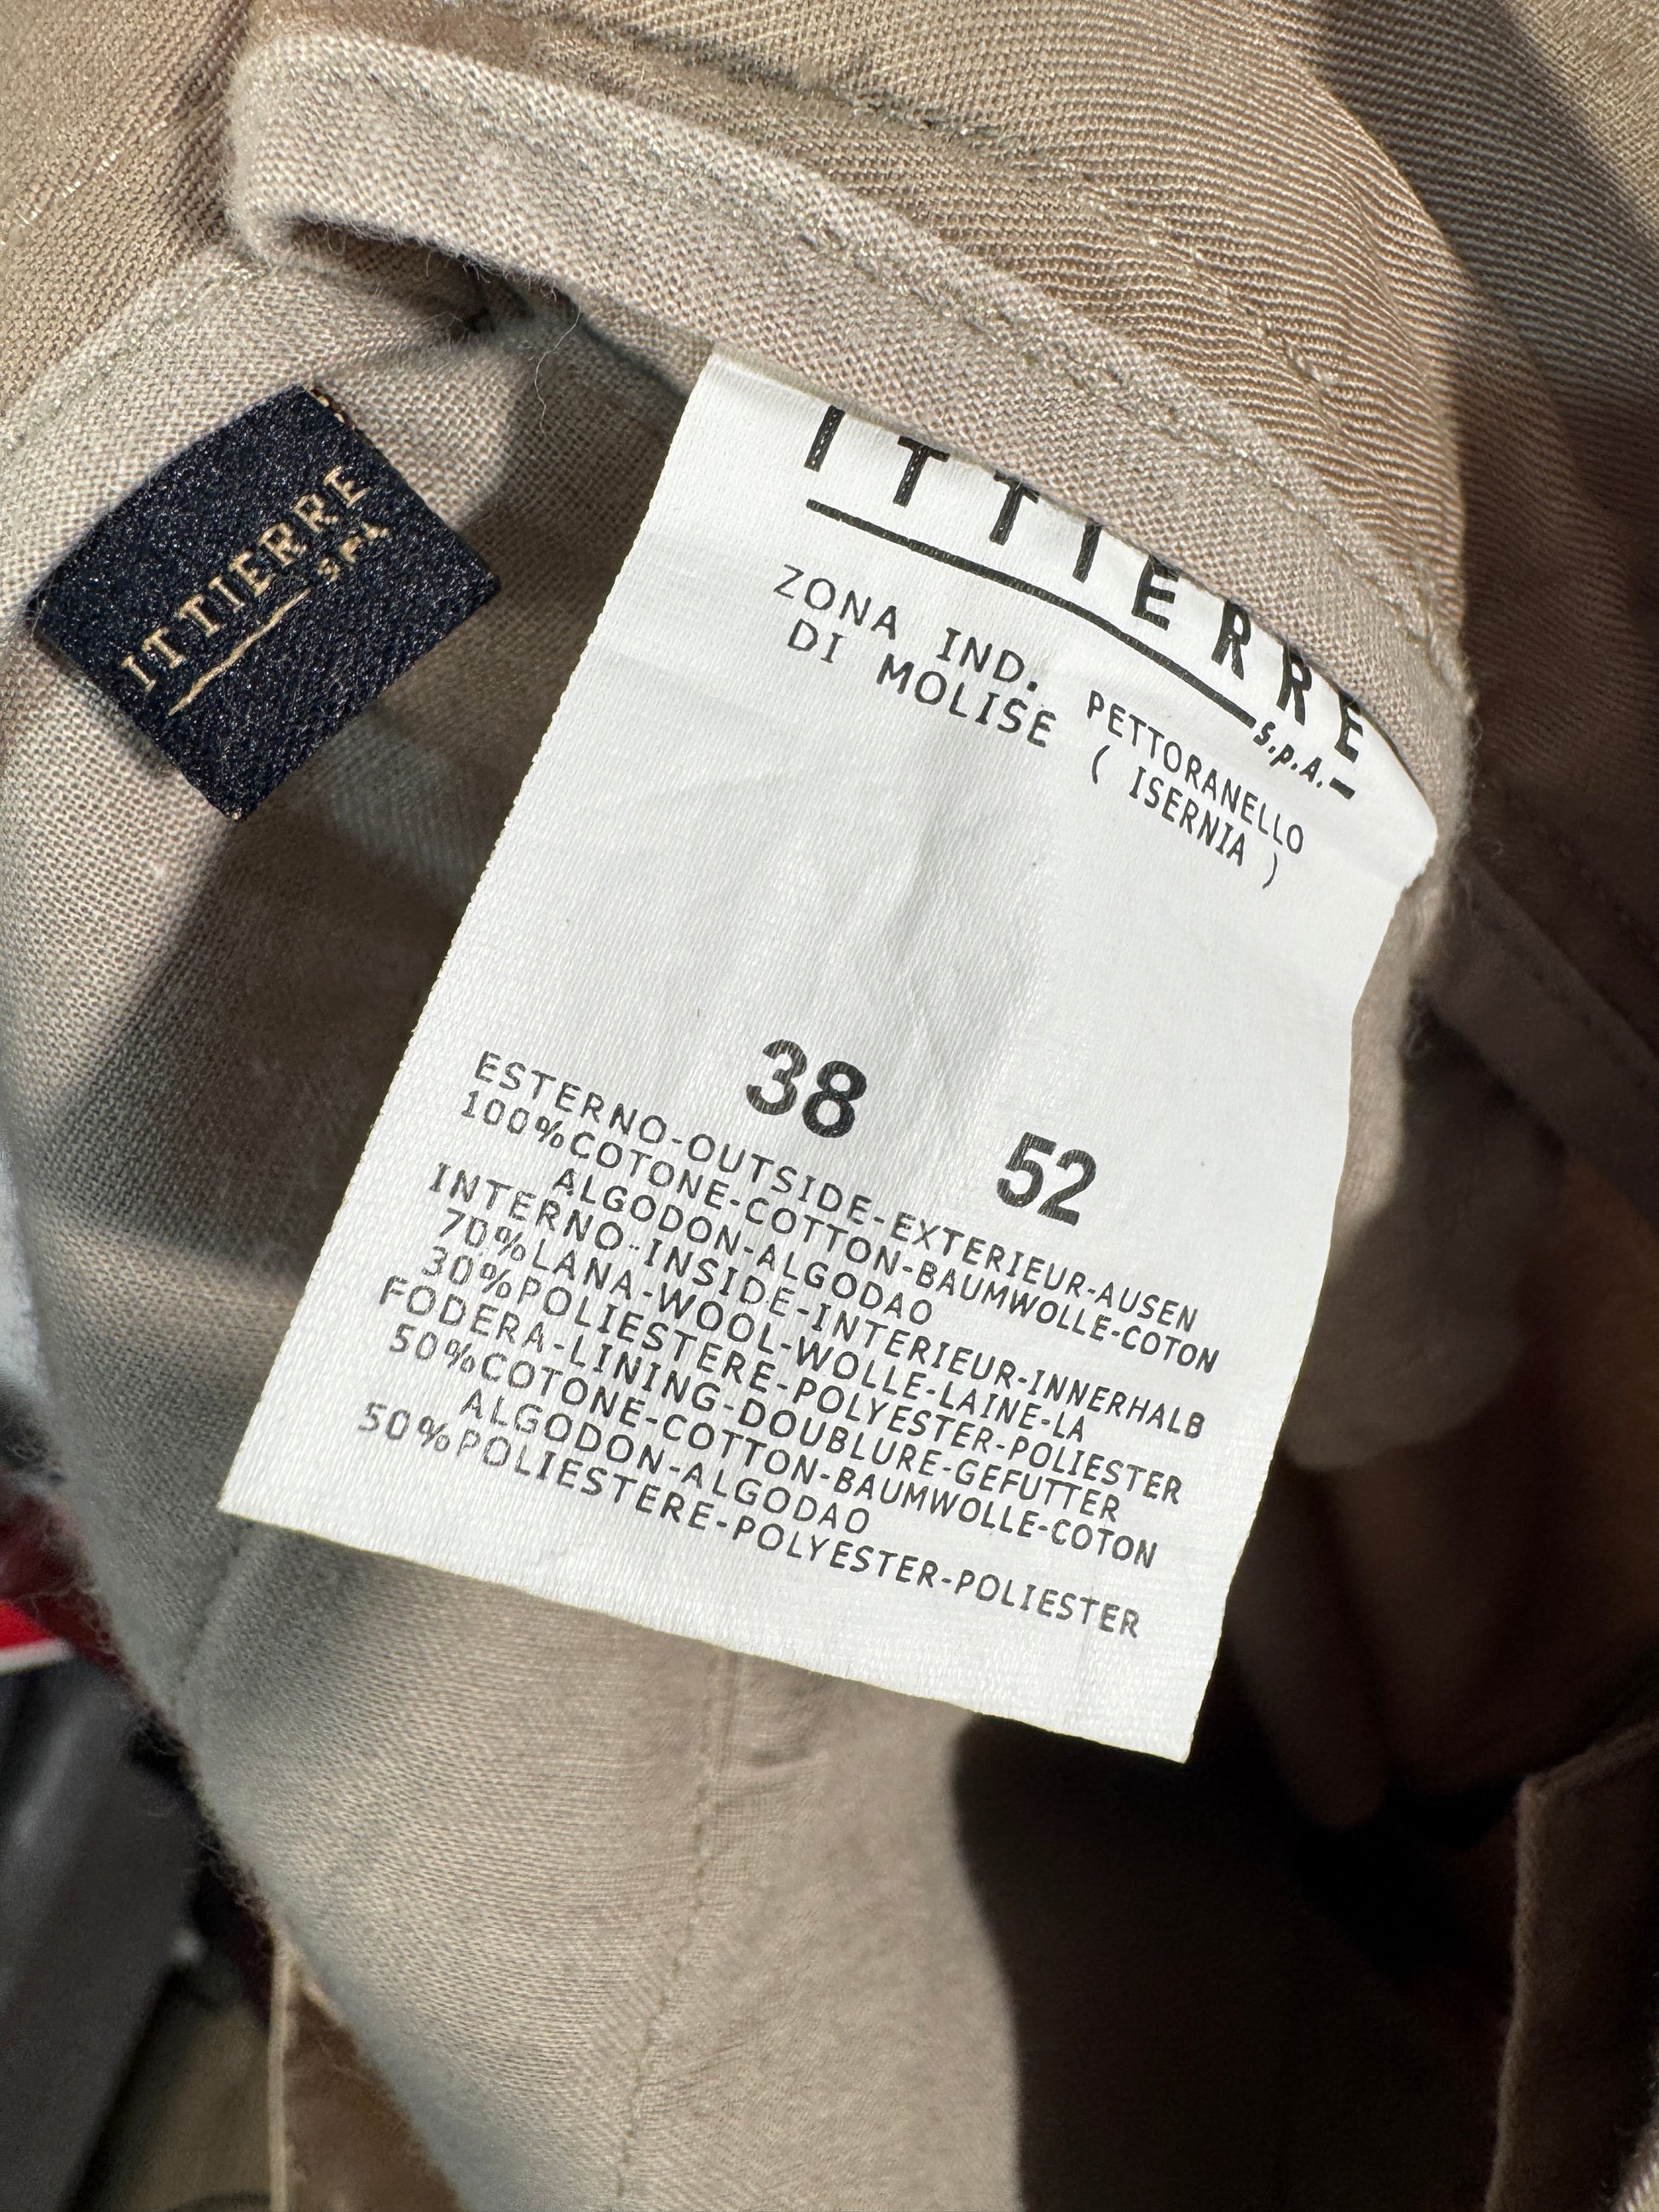 ITTIERRE
SPA
ITTIERRE
S.p.A.
ZONA IND. PETTORANELLO
DI MOLISE ( ISERNIA )
38 52
ESTERNO-OUTSIDE-EXTERIEUR-AUSEN
100%COTONE-COTTON-BAUMWOLLE-COTON
ALGODON-ALGODAO
INTERNO-INSIDE-INTERIEUR-INNERHALB
70%LANA-WOOL-WOLLE-LAINE-LA
30%POLIESTERE-POLYESTER-POLIESTER
FODERA-LINING-DOUBLURE-GEFUTTER
50%COTONE-COTTON-BAUMWOLLE-COTON
ALGODON-ALGODAO
50%POLIESTERE-POLYESTER-POLIESTER